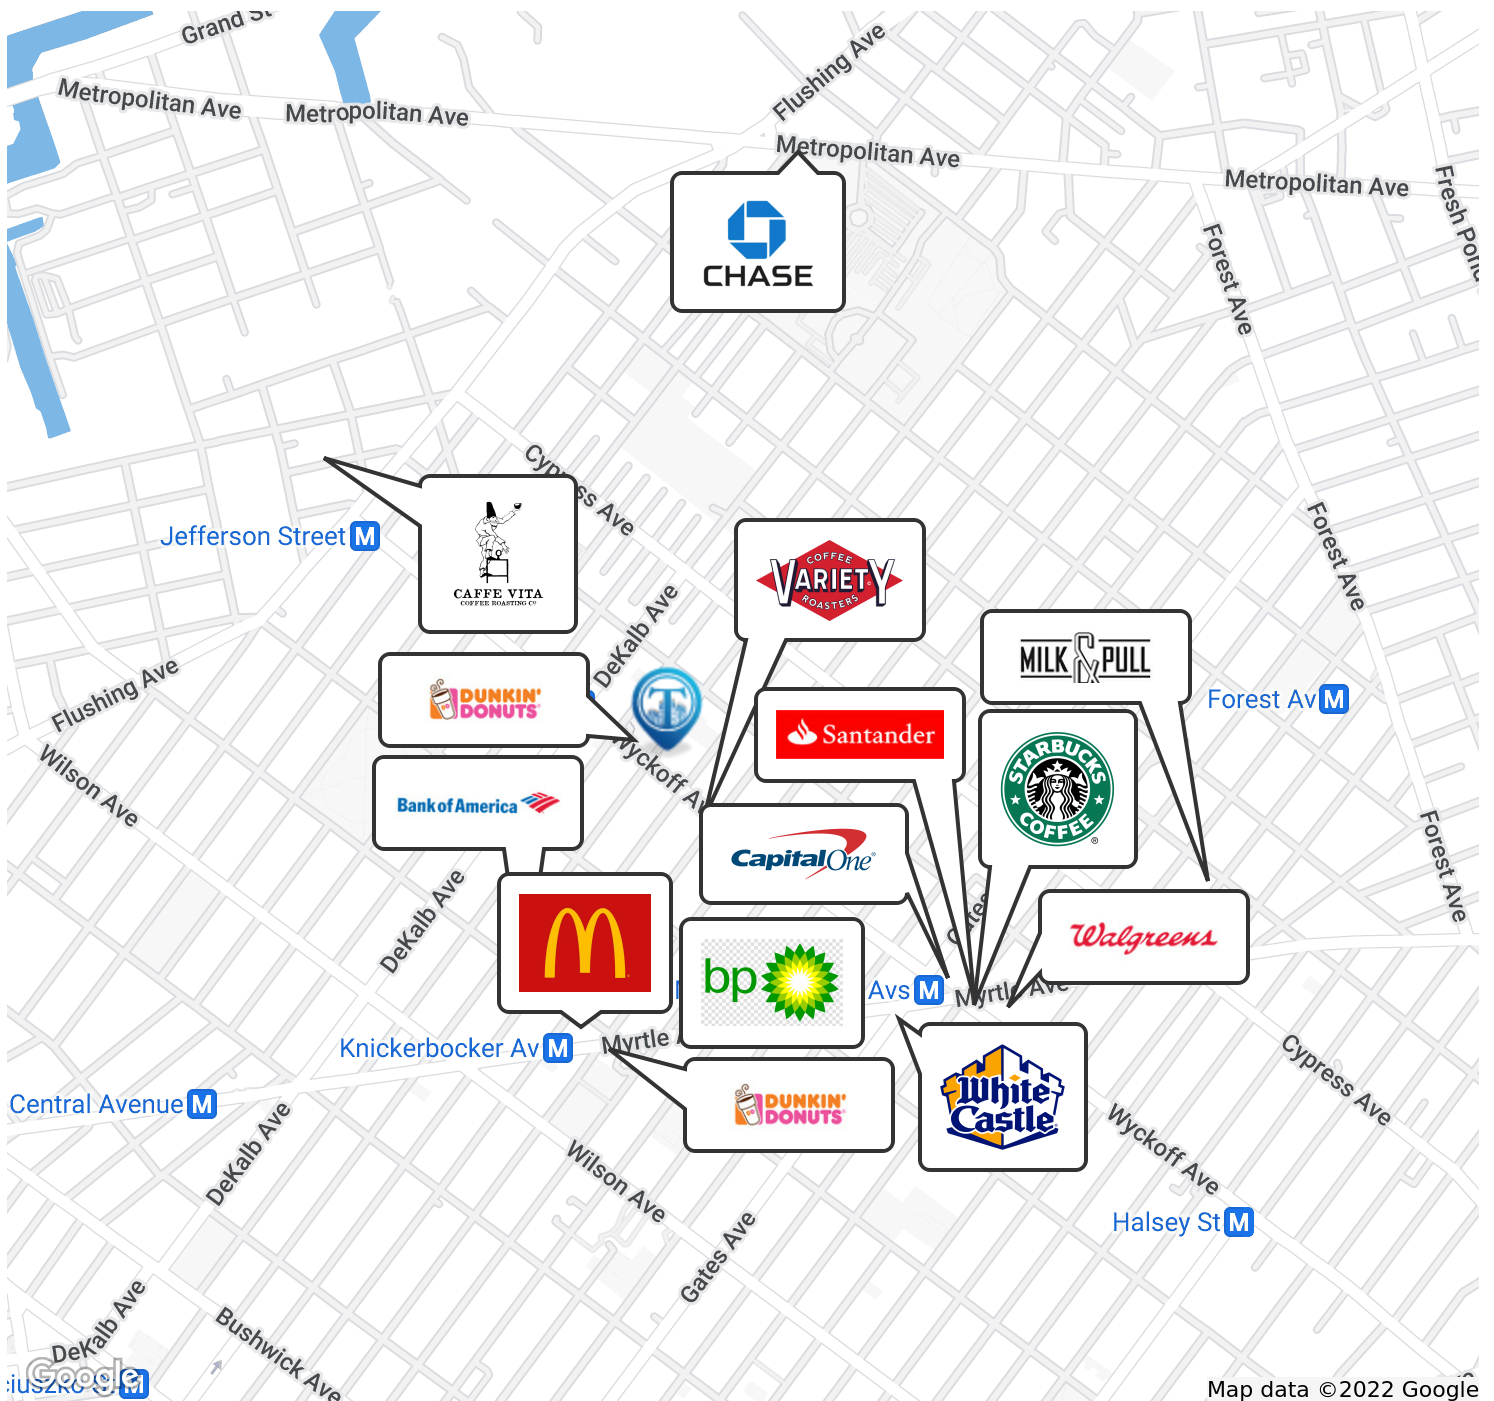 Grand St
Flushing Ave
Metropolitan Ave
Metropolitan Ave
Metropolitan Ave
Metropolitan Ave
Fresh Pond
Forest Ave
CHASE
Cypress Ave
Jefferson Street M
CAFFE VITA
COFFEE ROASTING Cº
COFFEE
VARIETY
ROASTERS
Forest Ave
DeKalb Ave
MILK & PULL
Flushing Ave
DUNKIN'
DONUTS
T
Santander
Forest Av M
Wyckoff Av
STARBUCKS
COFFEE
®
Wilson Ave
Bank of America
CapitalOne®
Forest Ave
DeKalb Ave
M
Gates
Walgreens
bp
Avs M
Myrtle Ave
Knickerbocker Av M
Myrtle
Central Avenue M
DUNKIN'
DONUTS
White
Castle
Cypress Ave
DeKalb Ave
Wilson Ave
Wyckoff Ave
Gates Ave
Halsey St M
DeKalb Ave
Bushwick Ave
Google
ciuszko St M
Map data ©2022 Google